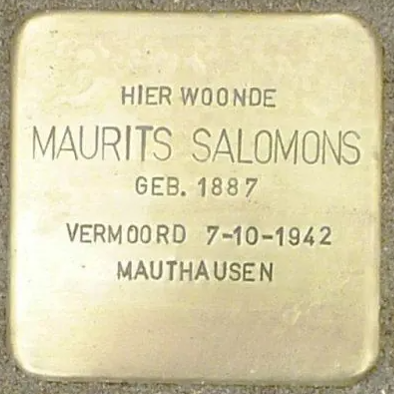 HIER WOONDE
MAURITS SALOMONS
GEB. 1887
VERMOORD 7-10-1942
MAUTHAUSEN